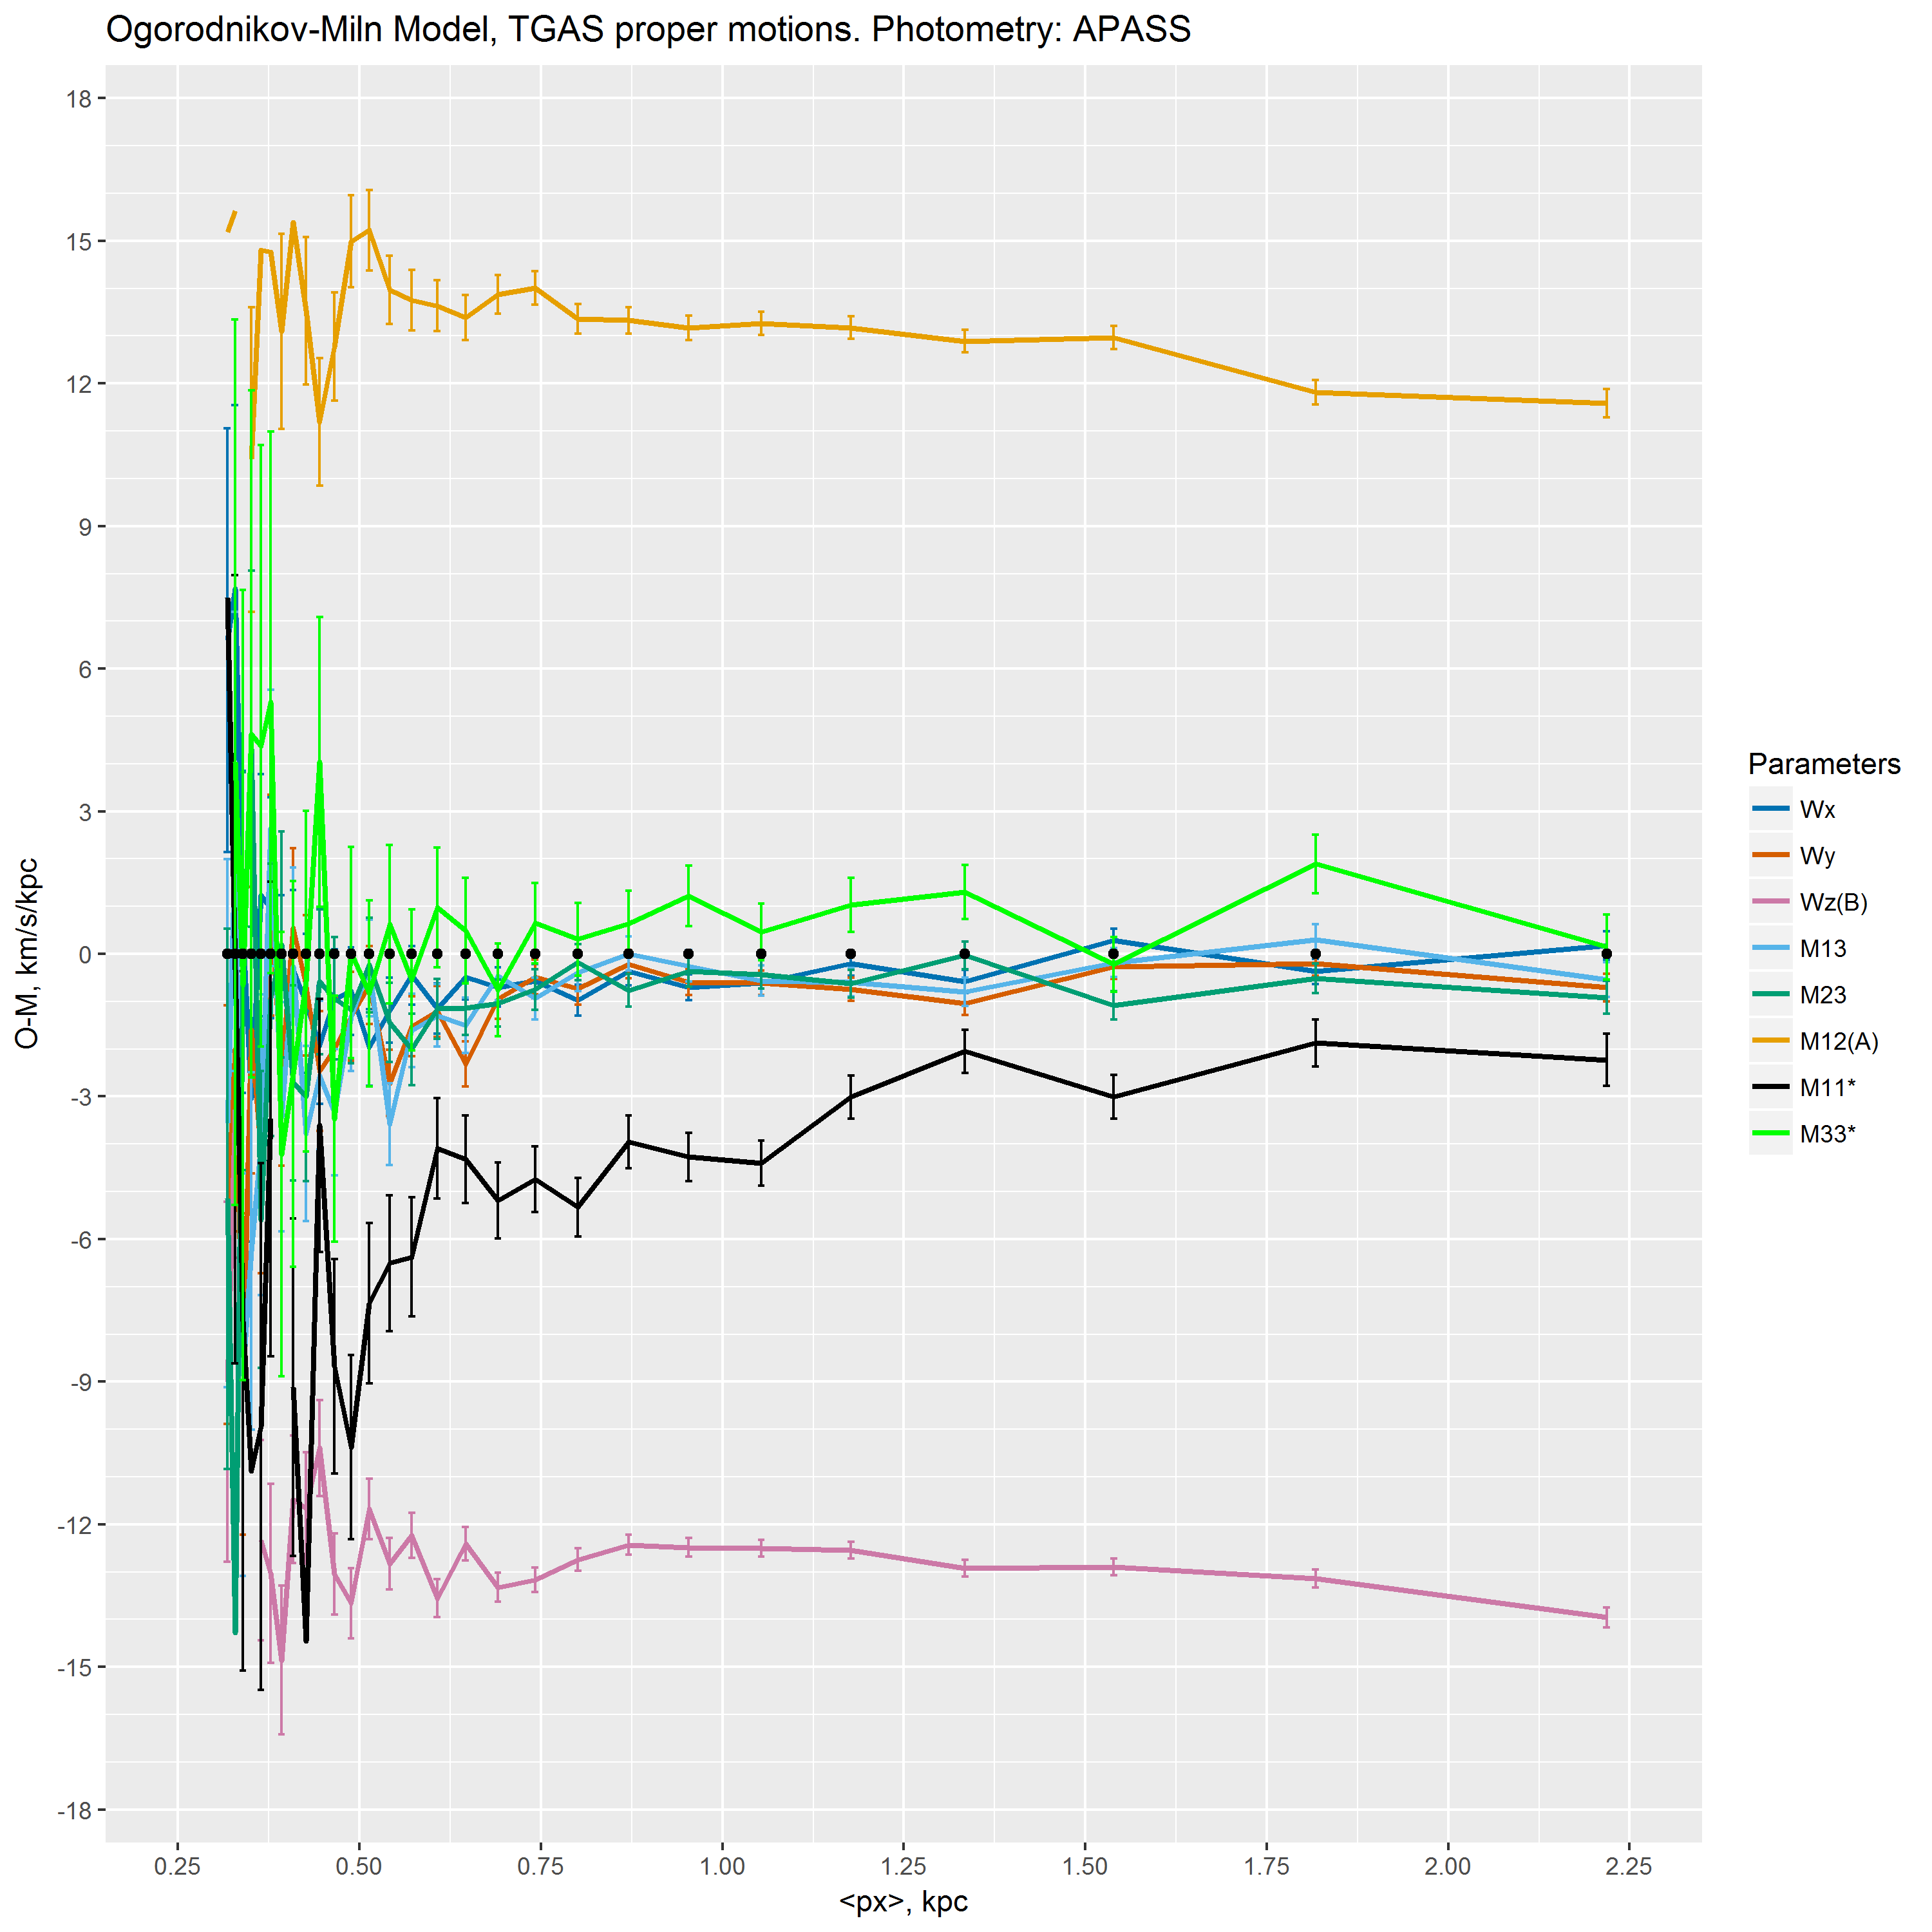 Ogorodnikov-Miln Model, TGAS proper motions. Photometry: APASS
18
15
12
9
6
3
0
-3
-6
-9
-12
-15
-18
O-M, km/s/kpc
0.25 0.50 0.75 1.00 1.25 1.50 1.75 2.00 2.25
<px>, kpc
Parameters
Wx
Wy
Wz(B)
M13
M23
M12(A)
M11*
M33*